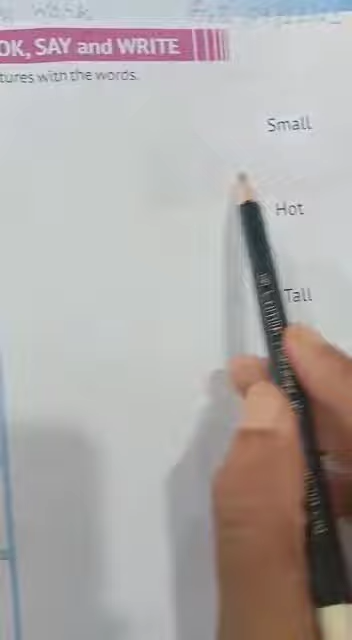 OK, SAY and WRITE
tures with the words.
Small
Hot
Tall